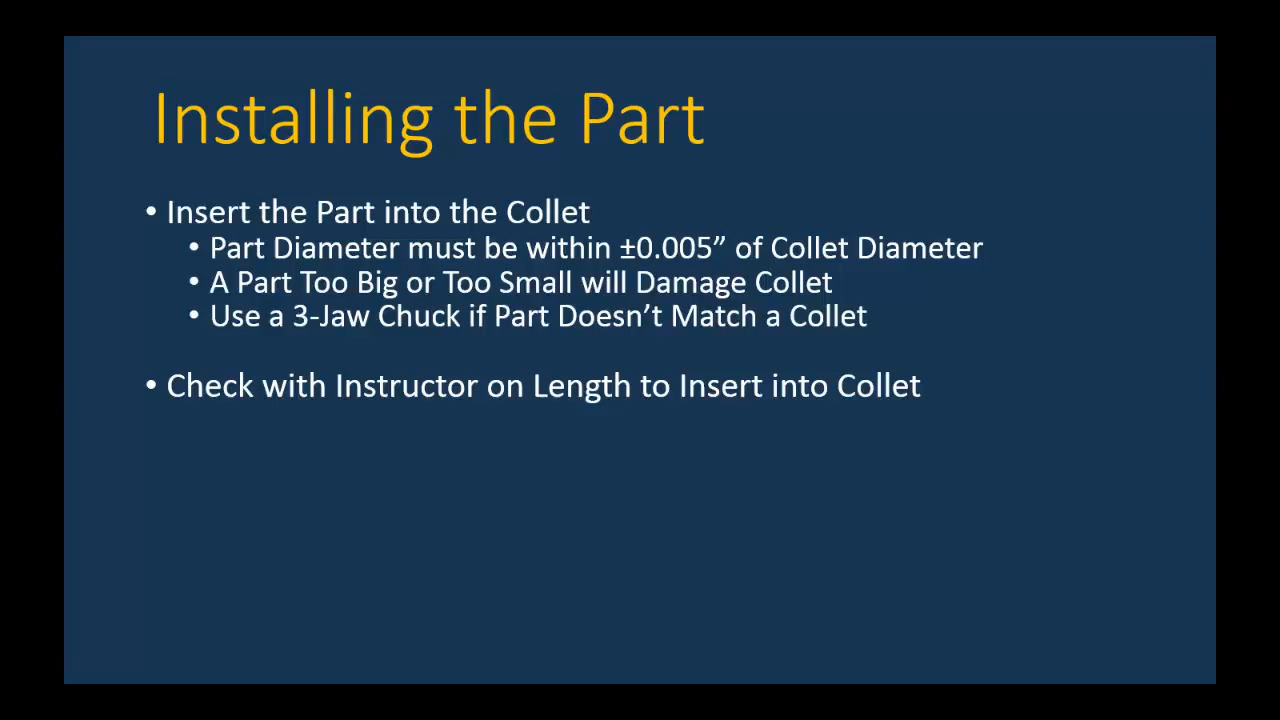 Installing the Part
• Insert the Part into the Collet
• Part Diameter must be within ±0.005” of Collet Diameter
• A Part Too Big or Too Small will Damage Collet
• Use a 3-Jaw Chuck if Part Doesn’t Match a Collet
• Check with Instructor on Length to Insert into Collet